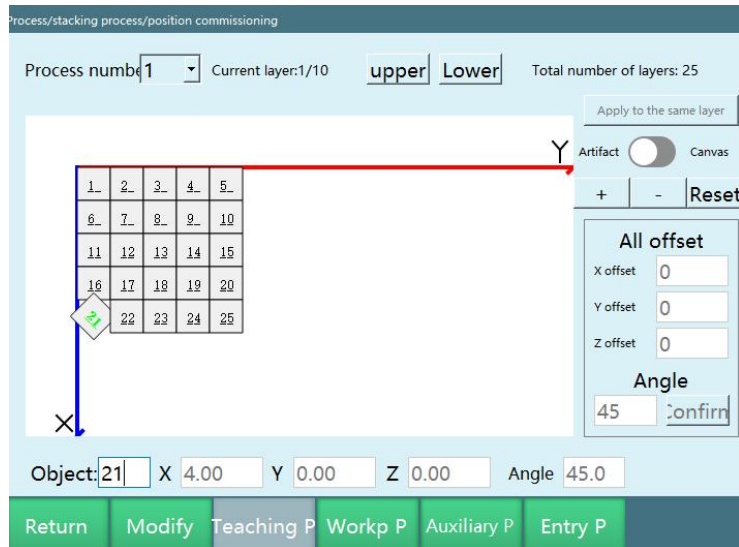 Process/stacking process/position commissioning
Process numbe 1 Current layer:1/10 upper Lower Total number of layers: 25
Apply to the same layer
Y Artifact Canvas
+ - Reset
1 2 3 4 5
6 7 8 9 10
11 12 13 14 15
16 17 18 19 20
21 22 23 24 25
All offset
X offset 0
Y offset 0
Z offset 0
Angle
45 Confirm
X
Object: 21 X 4.00 Y 0.00 Z 0.00 Angle 45.0
Return Modify Teaching P Workp P Auxiliary P Entry P